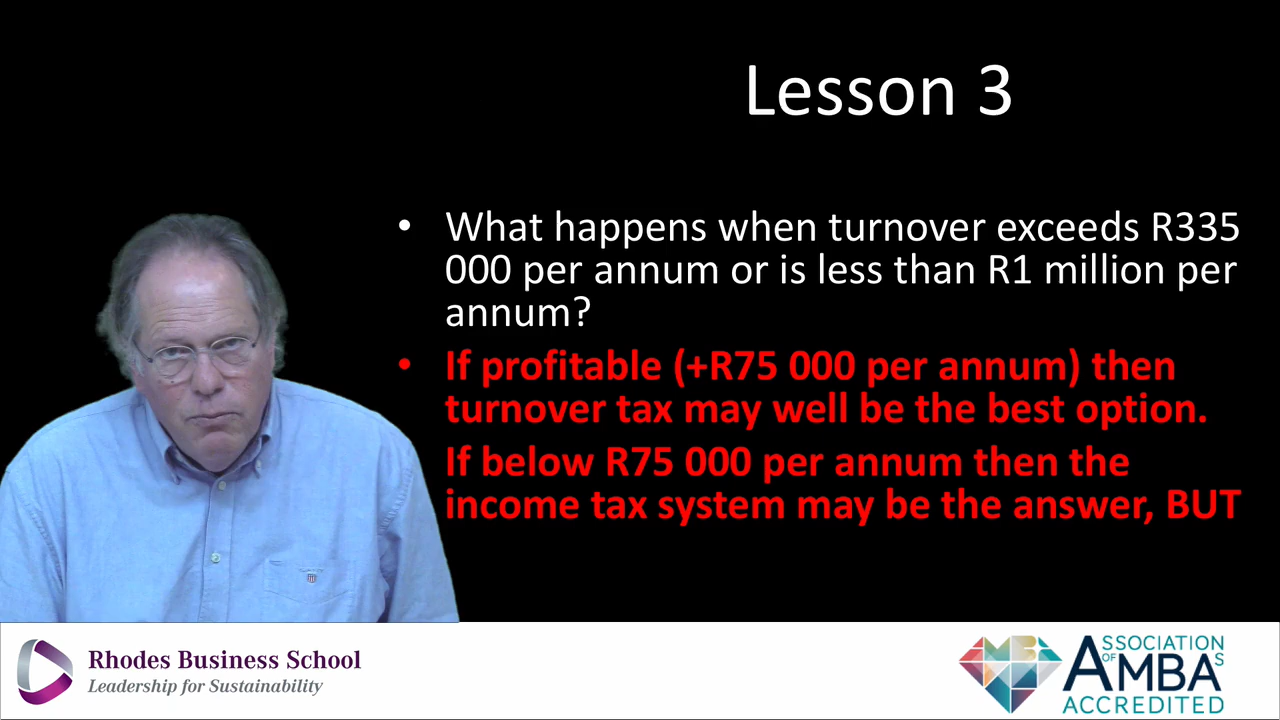 Lesson 3
• What happens when turnover exceeds R335
000 per annum or is less than R1 million per
annum?
• If profitable (+R75 000 per annum) then
turnover tax may well be the best option.
If below R75 000 per annum then the
income tax system may be the answer, BUT
Rhodes Business School
Leadership for Sustainability
ASSOCIATION
OF
AMBAS
ACCREDITED